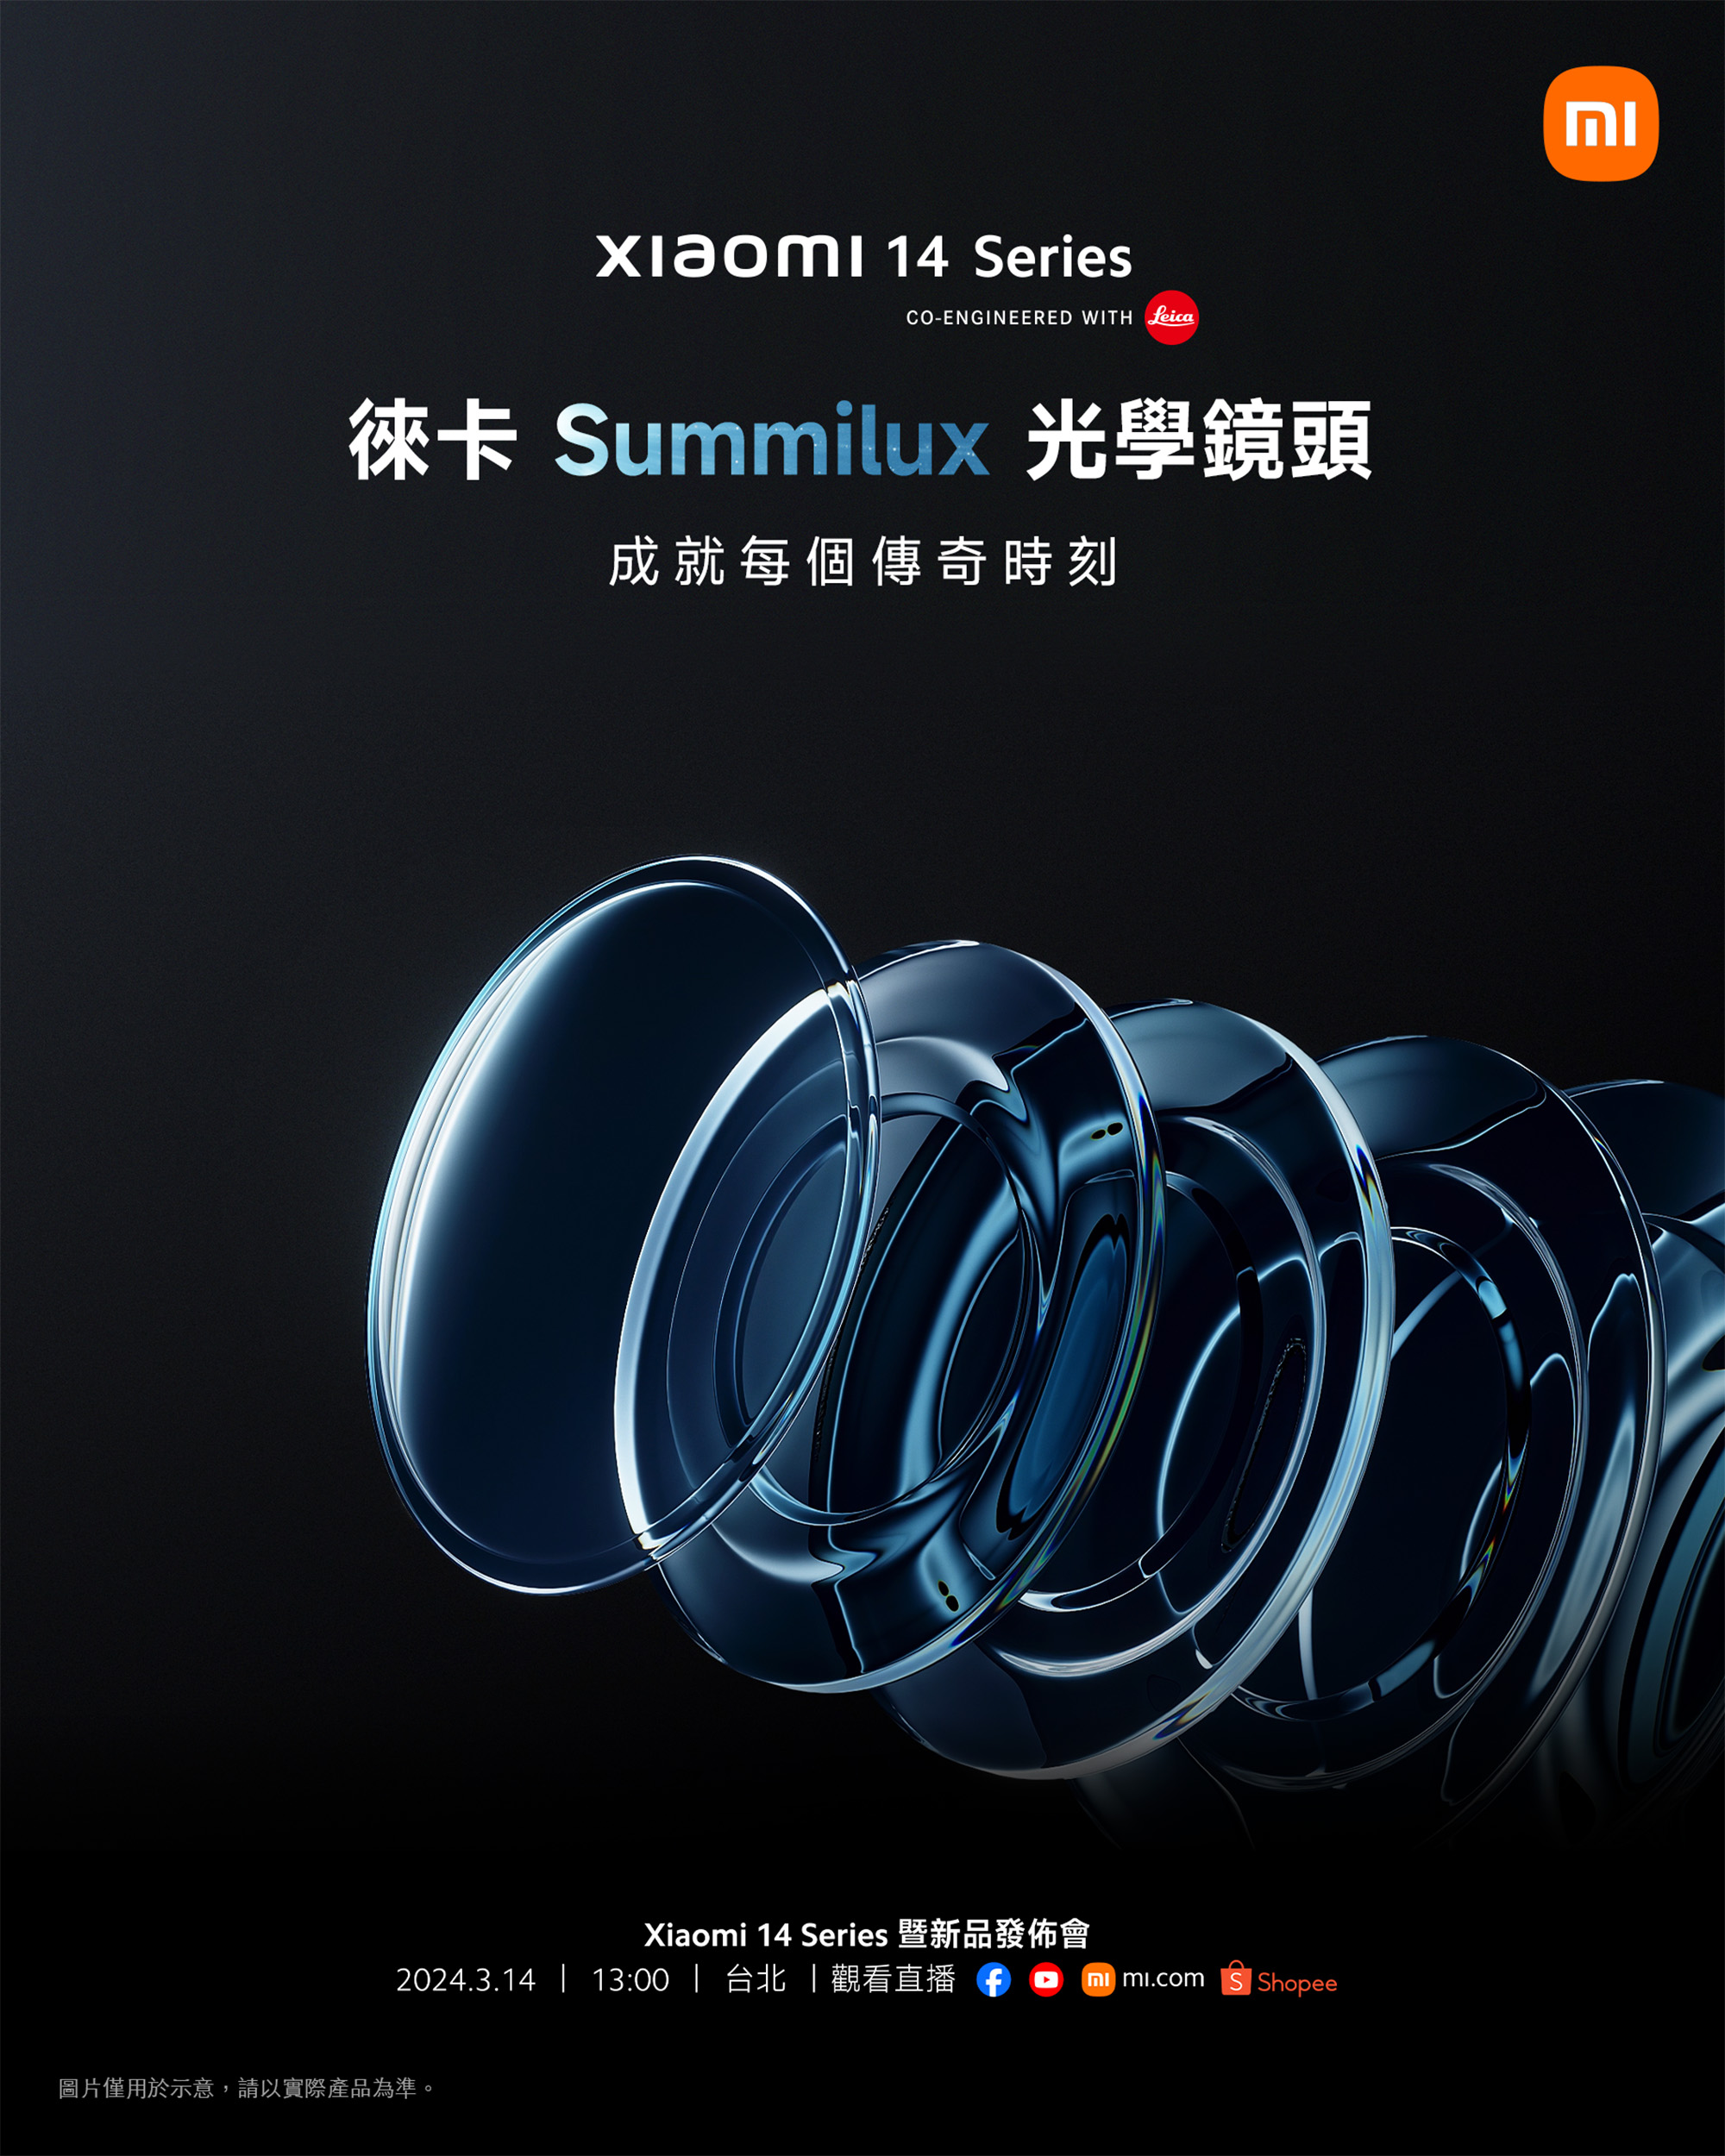 mi
xiaomi 14 Series
CO-ENGINEERED WITH Leica
徠卡 Summilux 光學鏡頭
成就每個傳奇時刻
Xiaomi 14 Series 暨新品發佈會
2024.3.14 | 13:00 | 台北 | 觀看直播 mi mi.com Shopee
圖片僅用於示意，請以實際產品為準。